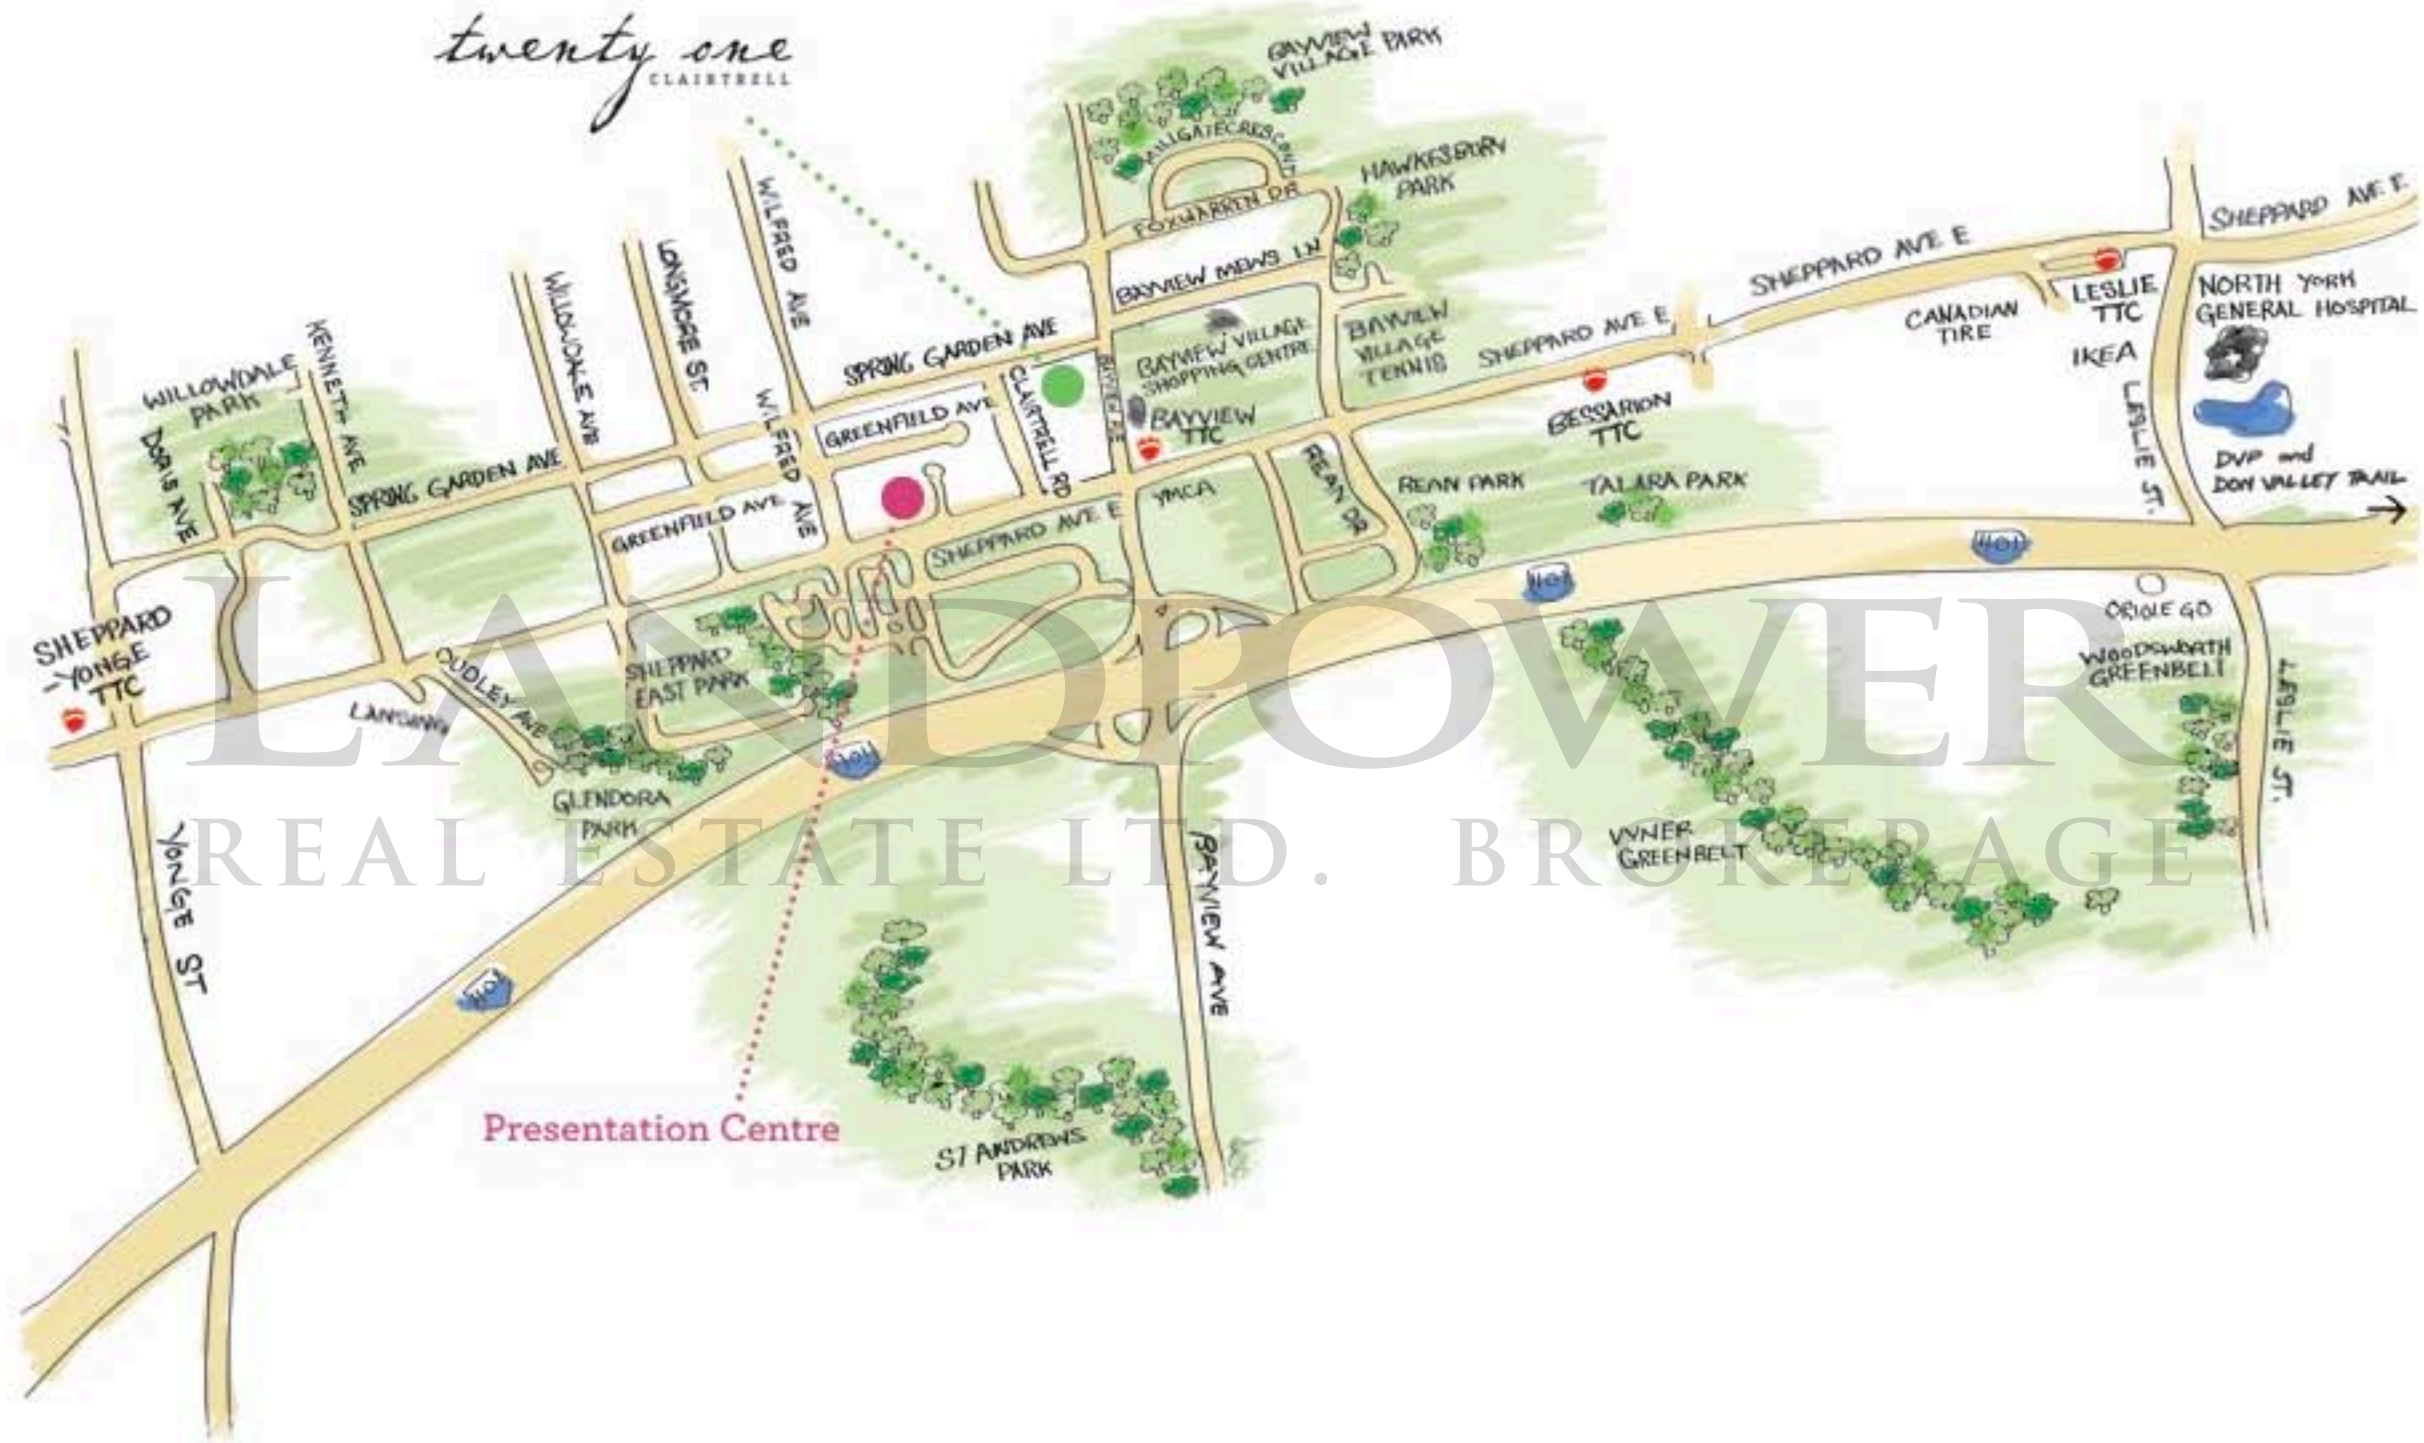 twenty one
CLAIRTRELL
BAYVIEW
VILLAGE PARK
HILLGATE CRESCENT
HAWKESBURY
PARK
FOXWARREN DR
BAYVIEW MEWS LN
WILFRED AVE
LONGMORE ST.
WILLOWDALE AVE
KENNETH AVE
WILLOWDALE
PARK
DORIS AVE
SPRING GARDEN AVE
SPRING GARDEN AVE
GREENFIELD AVE
GREENFIELD AVE
WILFRED AVE
CLAIRTRELL RD
BAYVIEW AVE
BAYVIEW VILLAGE
SHOPPING CENTRE
BAYVIEW
VILLAGE
TENNIS
BAYVIEW
TTC
SHEPPARD AVE E
SHEPPARD AVE E
SHEPPARD AVE E
SHEPPARD AVE E
CANADIAN
TIRE
LESLIE
TTC
IKEA
NORTH YORK
GENERAL HOSPITAL
LESLIE ST.
DVP and
DON VALLEY TRAIL
BESSARION
TTC
YMCA
REAN DR
REAN PARK
TALARA PARK
401
401
401
401
ORIOLE GO
WOODSWORTH
GREENBELT
LESLIE ST.
SHEPPARD
-YONGE
TTC
LANSING
DUDLEY AVE
SHEPPARD
EAST PARK
GLENDORA
PARK
YONGE ST
VYNER
GREENBELT
BAYVIEW AVE
ST ANDREWS
PARK
Presentation Centre
LANDPOWER
REAL ESTATE LTD. BROKERAGE